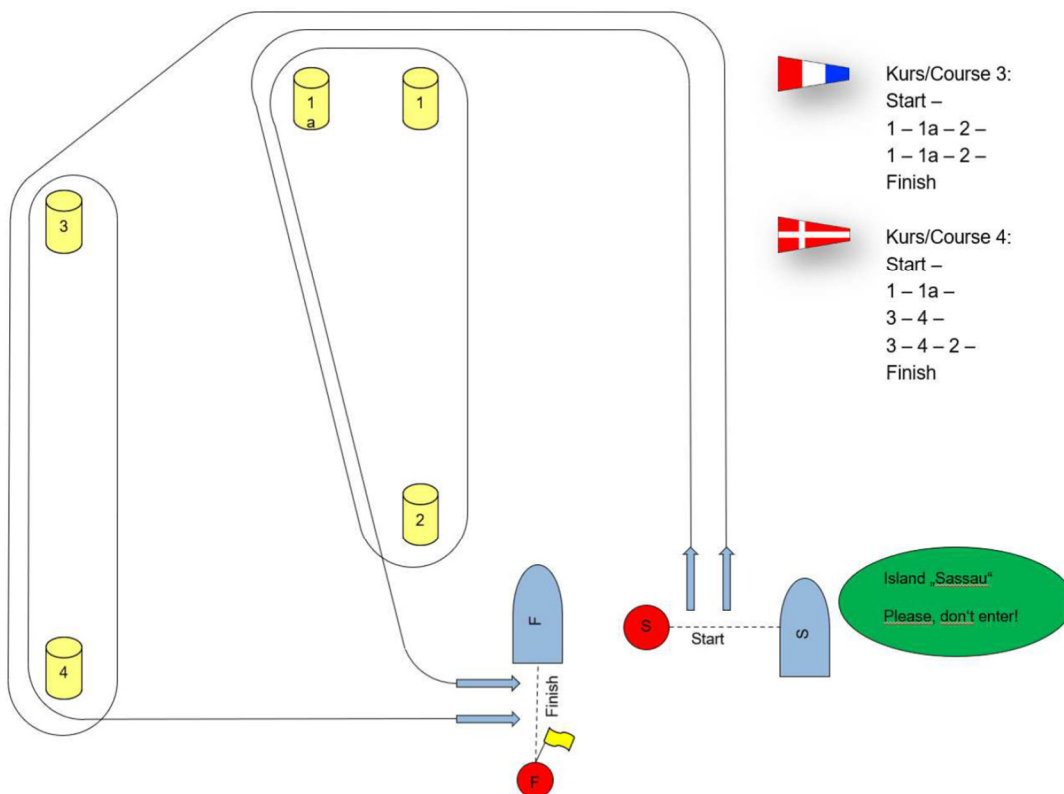 1
a
1
3
2
4
Kurs/Course 3:
Start –
1 – 1a – 2 –
1 – 1a – 2 –
Finish
Kurs/Course 4:
Start –
1 – 1a –
3 – 4 –
3 – 4 – 2 –
Finish
F
Finish
F
S
Start
S
Island „Sassau“
Please, don't enter!